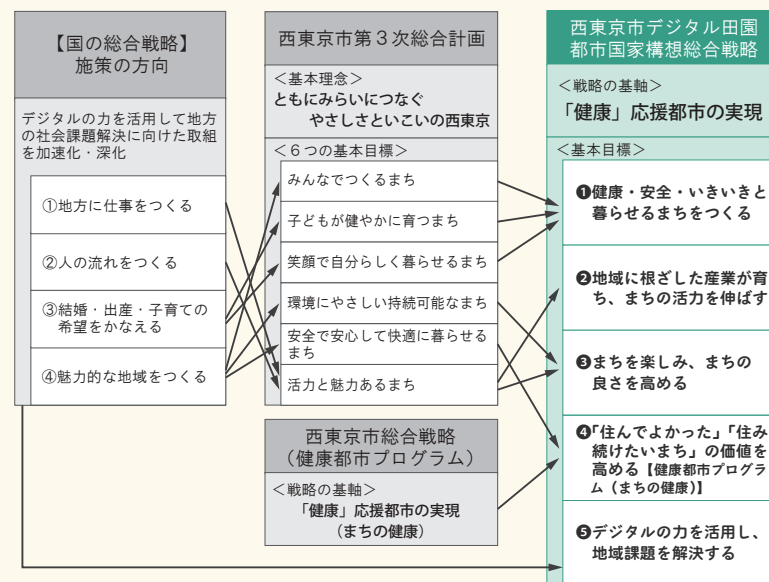 【国の総合戦略】
施策の方向
デジタルの力を活用して地方
の社会課題解決に向けた取組
を加速化・深化
①地方に仕事をつくる
②人の流れをつくる
③結婚・出産・子育ての
希望をかなえる
④魅力的な地域をつくる
西東京市第３次総合計画
＜基本理念＞
ともにみらいにつなぐ
やさしさといこいの西東京
＜６つの基本目標＞
みんなでつくるまち
子どもが健やかに育つまち
笑顔で自分らしく暮らせるまち
環境にやさしい持続可能なまち
安全で安心して快適に暮らせる
まち
活力と魅力あるまち
西東京市総合戦略
（健康都市プログラム）
＜戦略の基軸＞
「健康」応援都市の実現
（まちの健康）
西東京市デジタル田園
都市国家構想総合戦略
＜戦略の基軸＞
「健康」応援都市の実現
＜基本目標＞
❶健康・安全・いきいきと
暮らせるまちをつくる
❷地域に根ざした産業が育
ち、まちの活力を伸ばす
❸まちを楽しみ、まちの
良さを高める
❹「住んでよかった」「住み
続けたいまち」の価値を
高める【健康都市プログラ
ム（まちの健康）】
❺デジタルの力を活用し、
地域課題を解決する